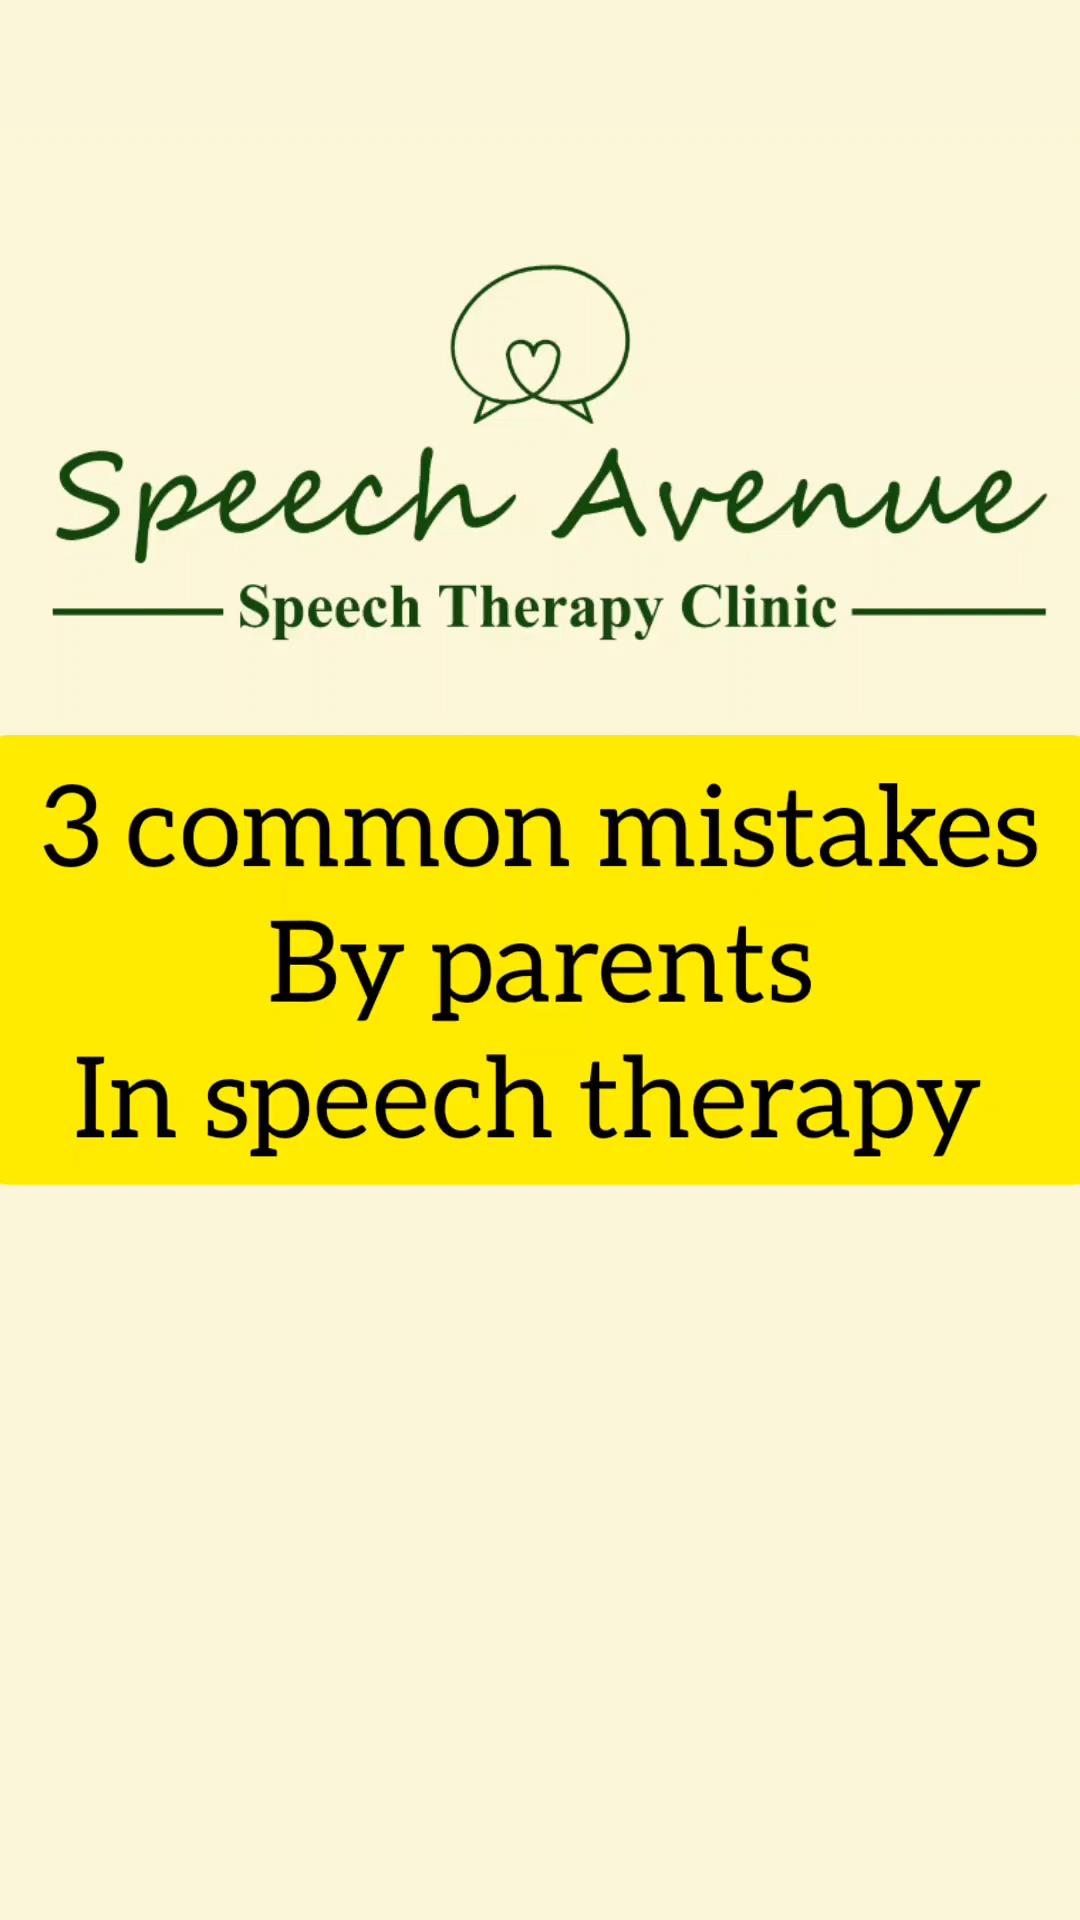 Speech Avenue
Speech Therapy Clinic
3 common mistakes
By parents
In speech therapy